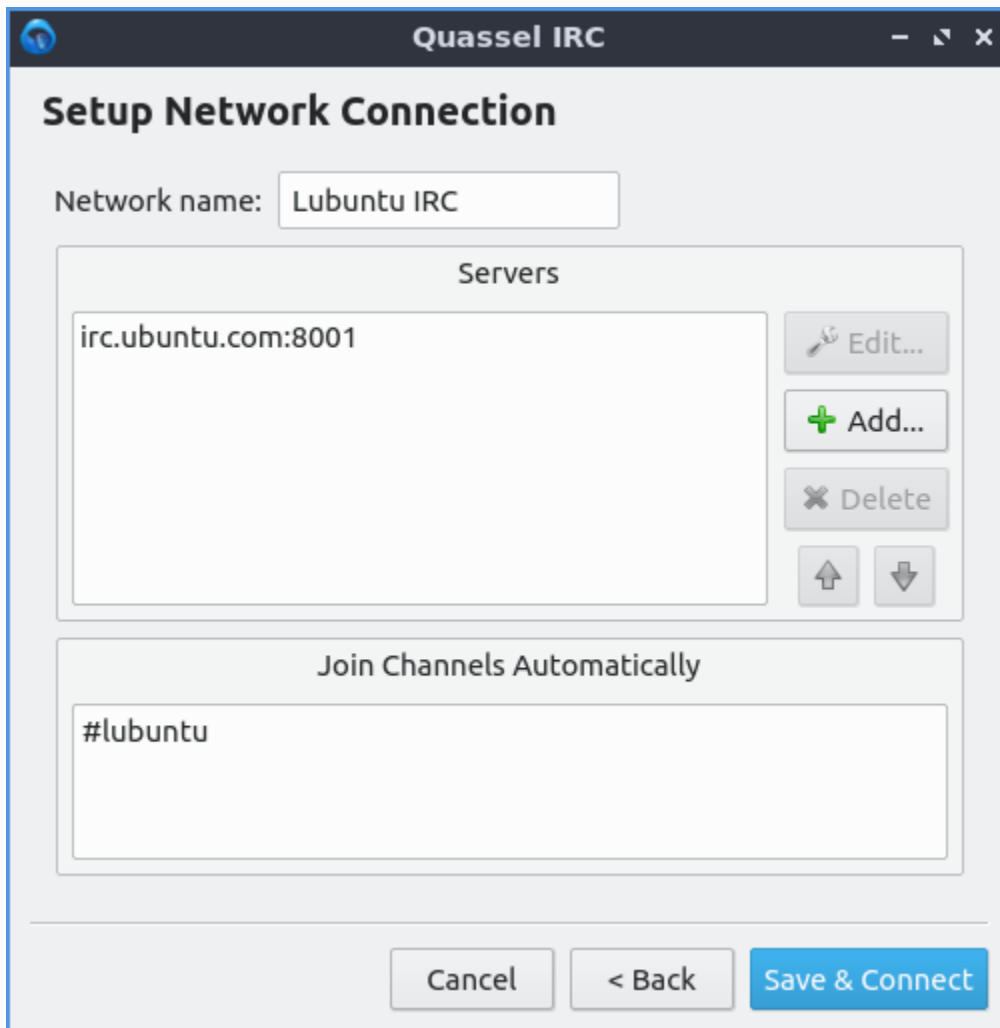 Quassel IRC
Setup Network Connection
Network name: Lubuntu IRC
Servers
irc.ubuntu.com:8001
Edit...
Add...
Delete
Join Channels Automatically
#lubuntu
Cancel < Back Save & Connect